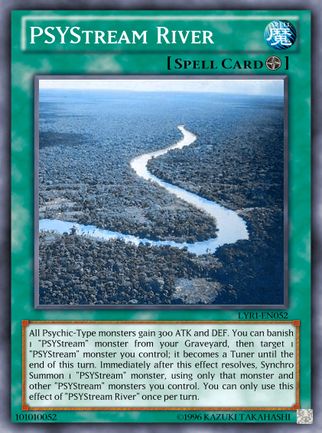 PSYStream River
魔
[Spell Card]
LYRI-EN052
All Psychic-Type monsters gain 300 ATK and DEF. You can banish
1 "PSYStream" monster from your Graveyard, then target 1
"PSYStream" monster you control; it becomes a Tuner until the
end of this turn. Immediately after this effect resolves, Synchro
Summon 1 "PSYStream" monster, using only that monster and
other "PSYStream" monsters you control. You can only use this
effect of "PSYStream River" once per turn.
101010052
©1996 KAZUKI TAKAHASHI